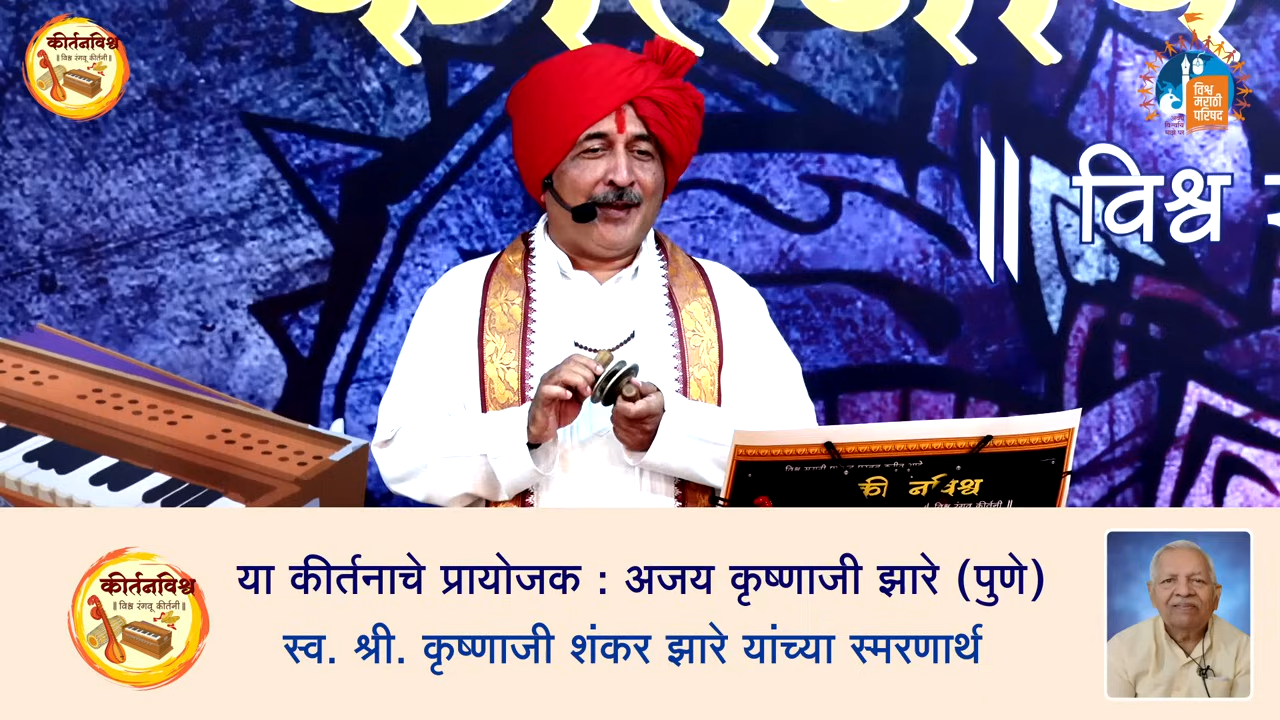 कीर्तनविश्व
॥ विश्व रंगवू कीर्तनी ॥
विश्व
मराठी
परिषद
॥ विश्व
या कीर्तनाचे प्रायोजक : अजय कृष्णाजी झारे (पुणे)
स्व. श्री. कृष्णाजी शंकर झारे यांच्या स्मरणार्थ
कीर्तनविश्व
॥ विश्व रंगवू कीर्तनी ॥